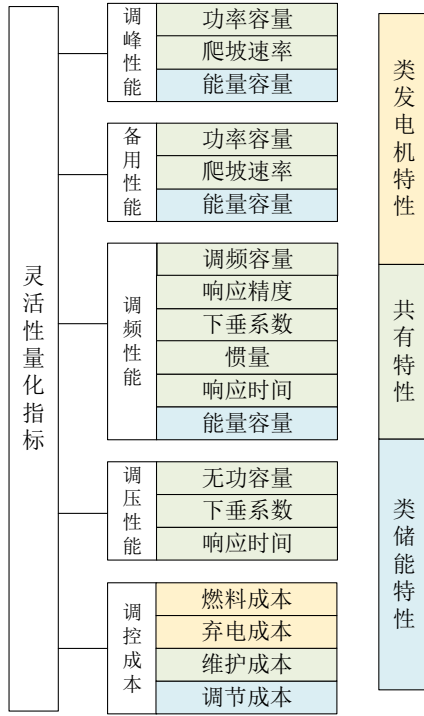 灵活性量化指标
调峰性能
功率容量
爬坡速率
能量容量
备用性能
功率容量
爬坡速率
能量容量
调频性能
调频容量
响应精度
下垂系数
惯量
响应时间
能量容量
调压性能
无功容量
下垂系数
响应时间
调控成本
燃料成本
弃电成本
维护成本
调节成本
类发电机特性
共有特性
类储能特性